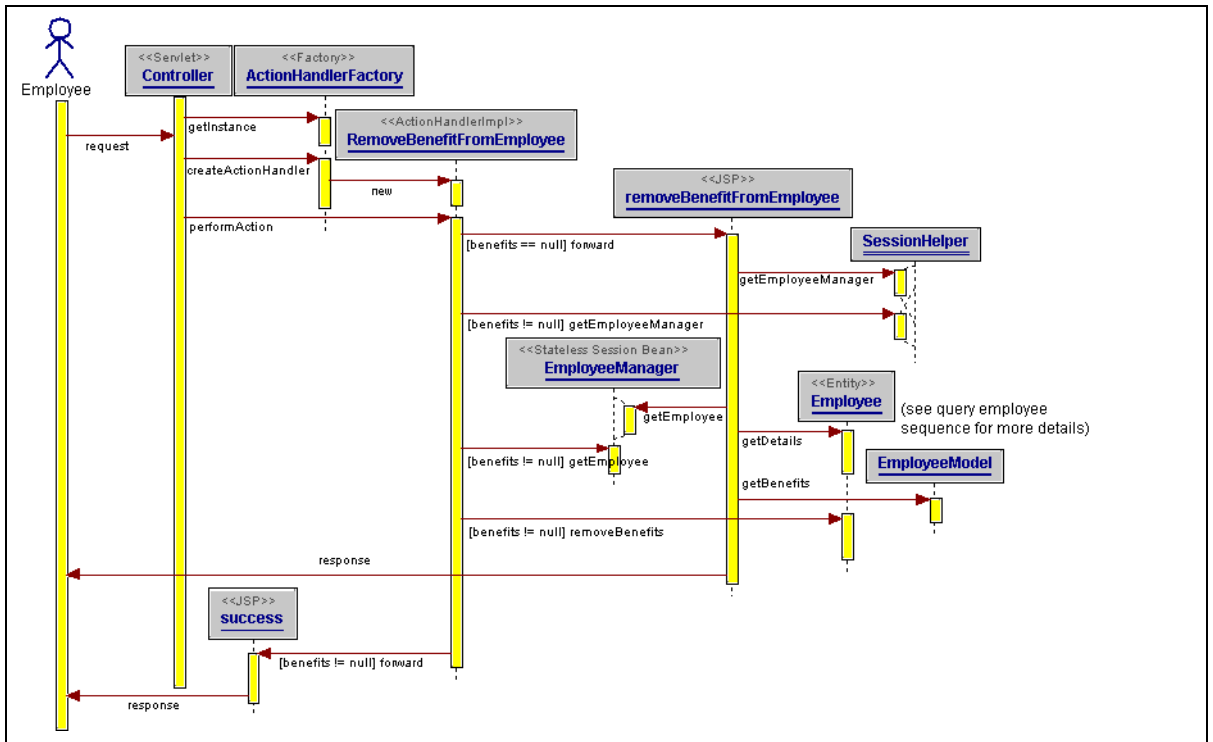 Employee
<<Servlet>>
Controller
<<Factory>>
ActionHandlerFactory
getInstance
<<ActionHandlerImpl>>
RemoveBenefitFromEmployee
request
createActionHandler
new
<<JSP>>
removeBenefitFromEmployee
performAction
[benefits == null] forward
SessionHelper
getEmployeeManager
[benefits != null] getEmployeeManager
<<Stateless Session Bean>>
EmployeeManager
<<Entity>>
Employee
(see query employee
sequence for more details)
getEmployee
getDetails
[benefits != null] getEmployee
EmployeeModel
getBenefits
[benefits != null] removeBenefits
response
<<JSP>>
success
[benefits != null] forward
response